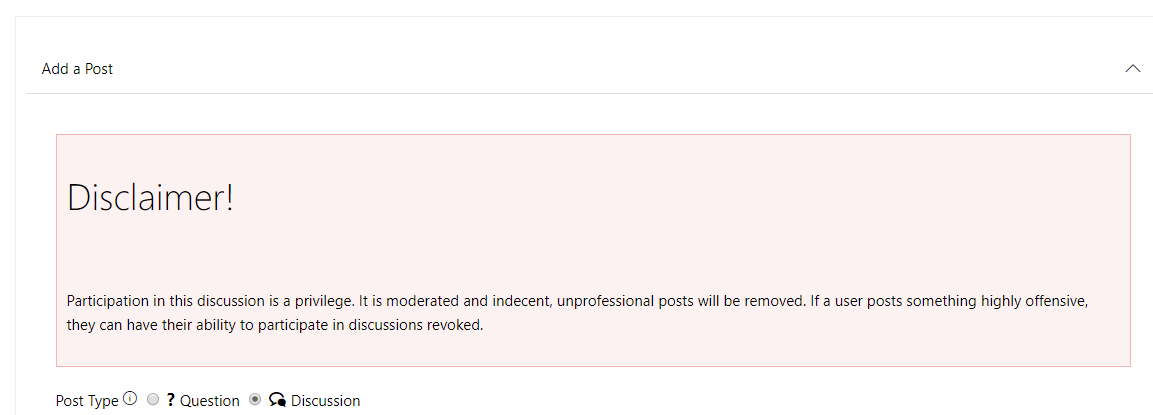 Add a Post
Disclaimer!
Participation in this discussion is a privilege. It is moderated and indecent, unprofessional posts will be removed. If a user posts something highly offensive,
they can have their ability to participate in discussions revoked.
Post Type ? Question Discussion